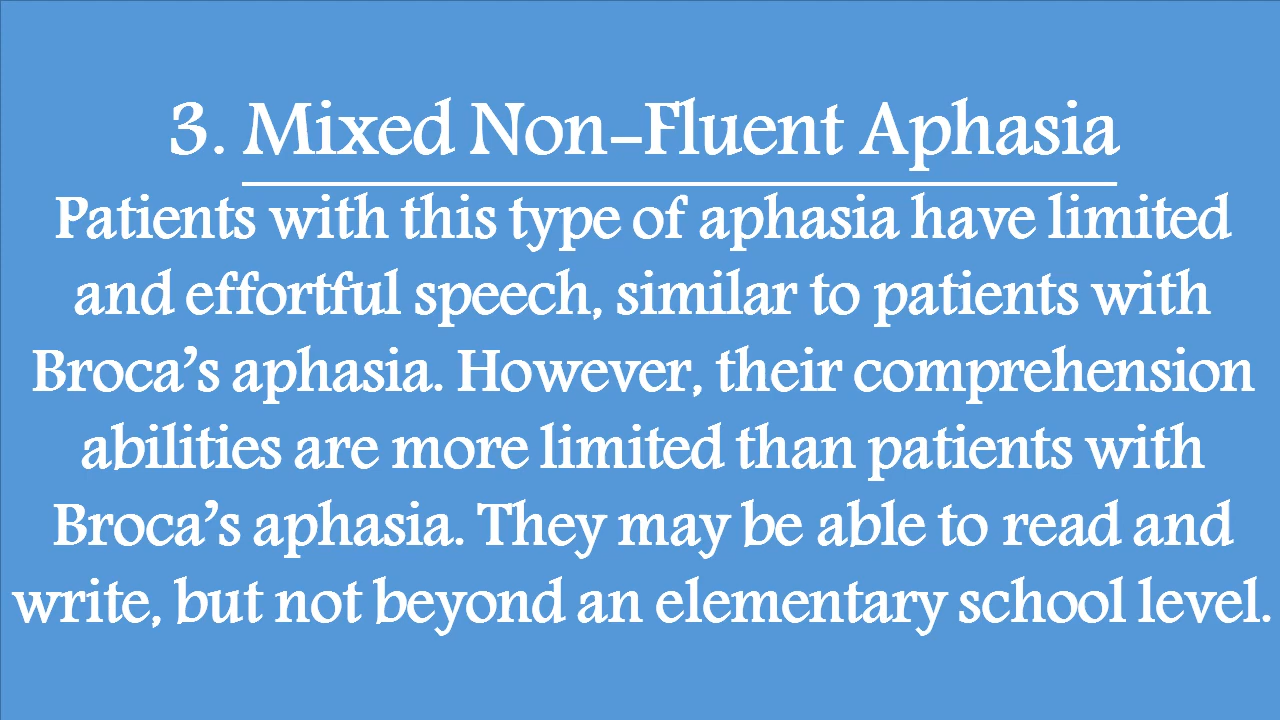 3. Mixed Non-Fluent Aphasia
Patients with this type of aphasia have limited
and effortful speech, similar to patients with
Broca’s aphasia. However, their comprehension
abilities are more limited than patients with
Broca’s aphasia. They may be able to read and
write, but not beyond an elementary school level.